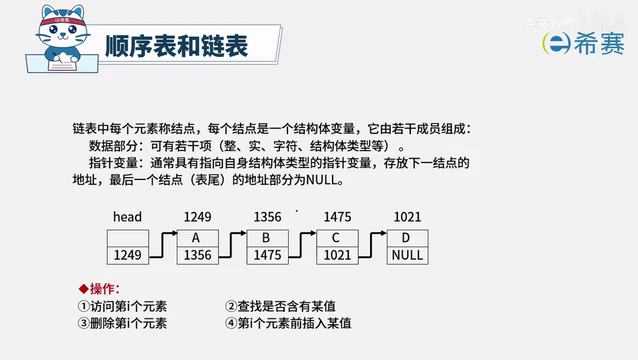 顺序表和链表
希赛
链表中每个元素称结点，每个结点是一个结构体变量，它由若干成员组成：
数据部分：可有若干项（整、实、字符、结构体类型等）。
指针变量：通常具有指向自身结构体类型的指针变量，存放下一结点的
地址，最后一个结点（表尾）的地址部分为NULL。
head 1249 1356 1475 1021
A B C D
1249 1356 1475 1021 NULL
◆操作：
①访问第i个元素 ②查找是否含有某值
③删除第i个元素 ④第i个元素前插入某值